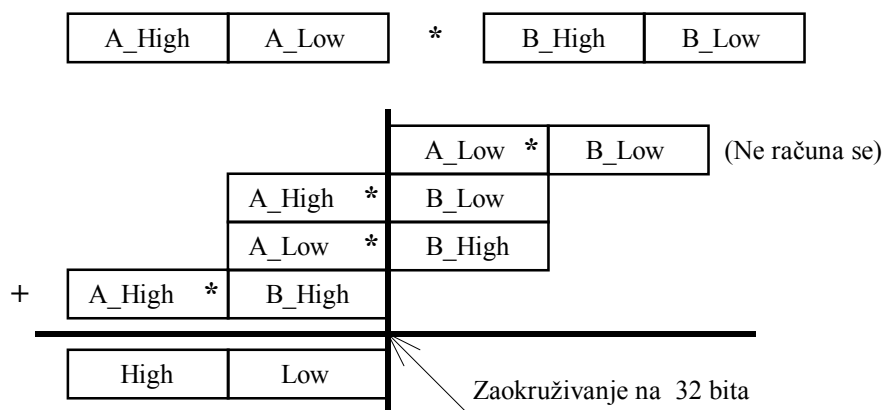 A_High A_Low * B_High B_Low
A_Low * B_Low (Ne računa se)
A_High * B_Low
A_Low * B_High
+ A_High * B_High
High Low
Zaokruživanje na 32 bita